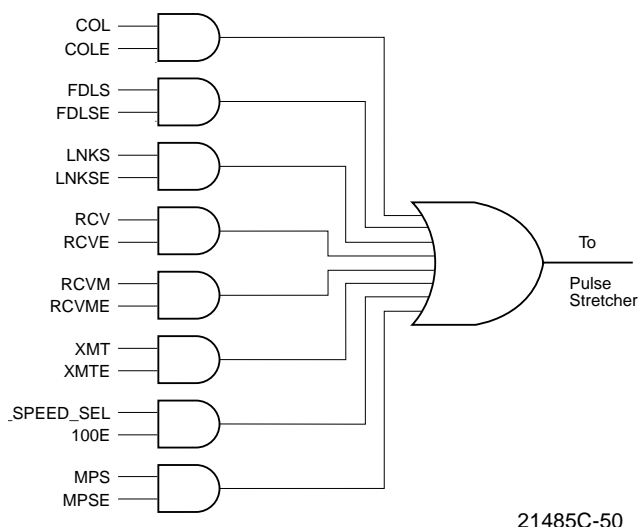 COL
COLE
FDLS
FDLSE
LNKS
LNKSE
RCV
RCVE
RCVM
RCVME
XMT
XMTE
_SPEED_SEL
100E
MPS
MPSE
To
Pulse
Stretcher
21485C-50